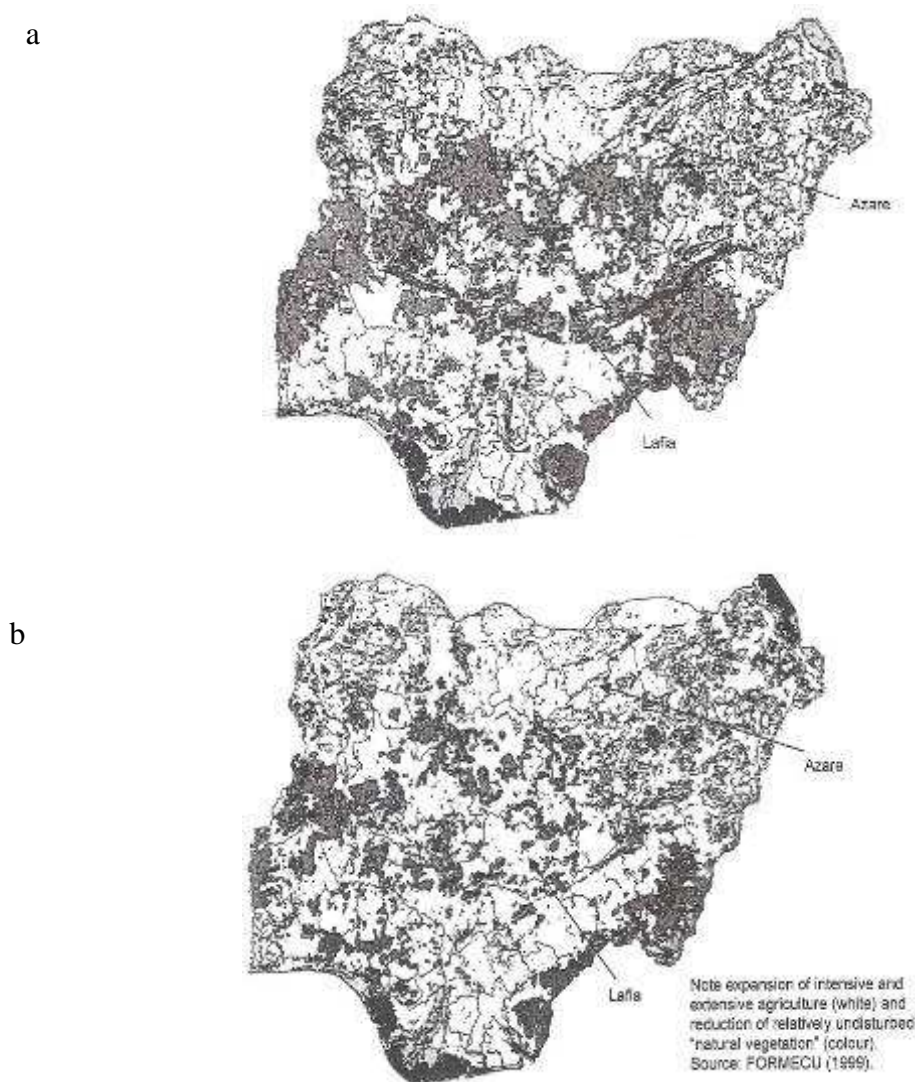 a
Azare
Lafia
b
Azare
Lafia
Note expansion of intensive and
extensive agriculture (white) and
reduction of relatively undisturbed
"natural vegetation" (colour).
Source: FORMECU (1999).